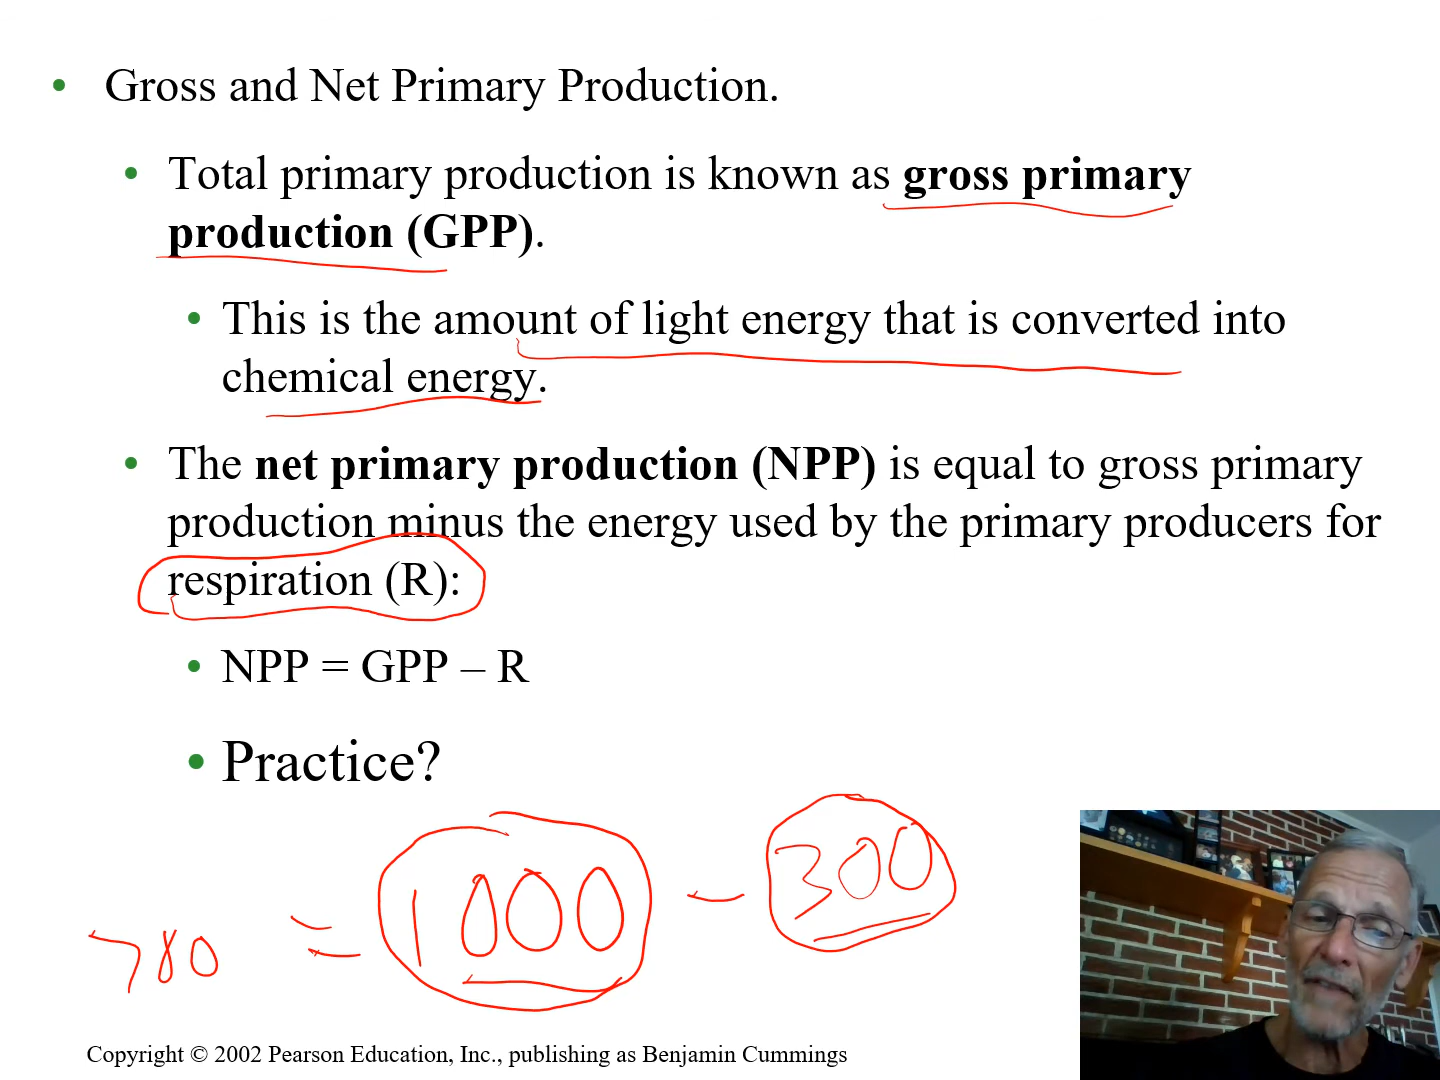 • Gross and Net Primary Production.
• Total primary production is known as gross primary
production (GPP).
• This is the amount of light energy that is converted into
chemical energy.
• The net primary production (NPP) is equal to gross primary
production minus the energy used by the primary producers for
respiration (R):
• NPP = GPP – R
• Practice?
780 = 1000 – 300
Copyright © 2002 Pearson Education, Inc., publishing as Benjamin Cummings